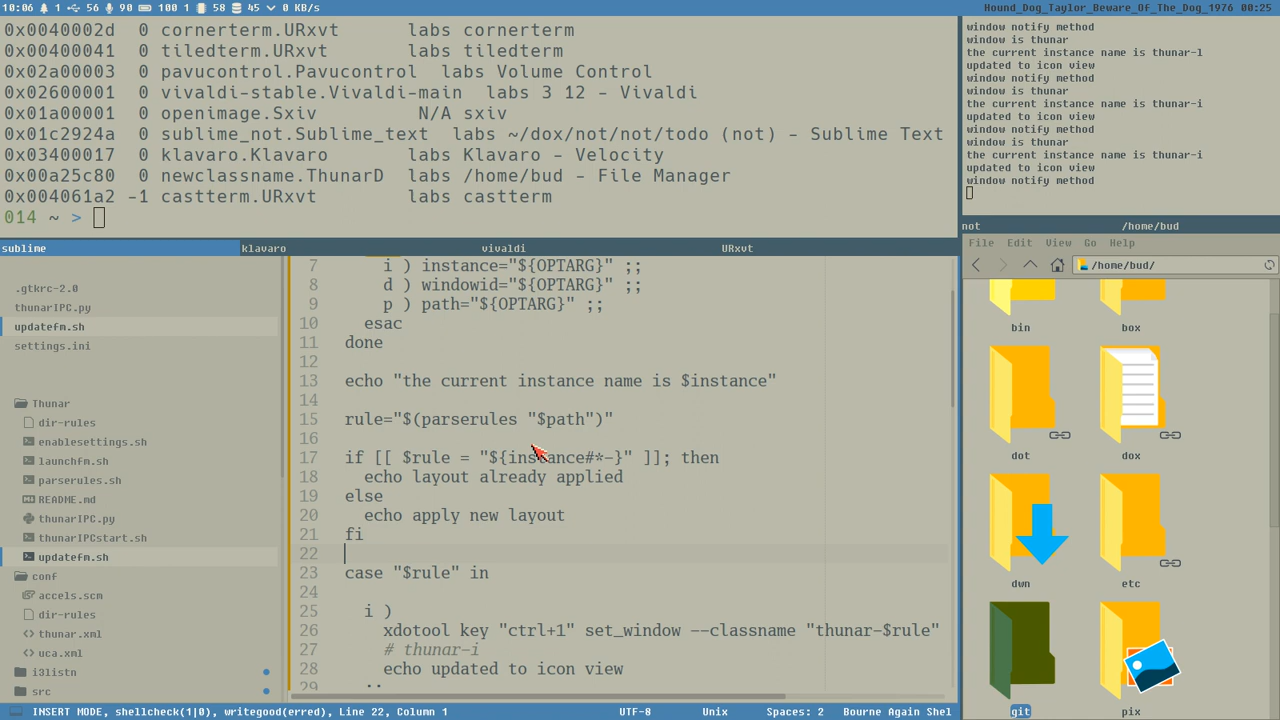 10:06 1 56 90 100 1 58 45 0 KB/s
Hound_Dog_Taylor_Beware_Of_The_Dog_1976 00:25
0x0040002d 0 cornerterm.URxvt labs cornerterm
0x00400041 0 tiledterm.URxvt labs tiledterm
0x02a00003 0 pavucontrol.Pavucontrol labs Volume Control
0x02600001 0 vivaldi-stable.Vivaldi-main labs 3 12 - Vivaldi
0x01a00001 0 openimage.Sxiv N/A sxiv
0x01c2924a 0 sublime_not.Sublime_text labs ~/dox/not/not/todo (not) - Sublime Text
0x03400017 0 klavaro.Klavaro labs Klavaro - Velocity
0x00a25c80 0 newclassname.ThunarD labs /home/bud - File Manager
0x004061a2 -1 castterm.URxvt labs castterm
014 ~ >
window notify method
window is thunar
the current instance name is thunar-l
updated to icon view
window notify method
window is thunar
the current instance name is thunar-i
updated to icon view
window notify method
window is thunar
the current instance name is thunar-i
updated to icon view
window notify method
sublime klavaro vivaldi URxvt
.gtkrc-2.0
thunarIPC.py
updatefm.sh
settings.ini
Thunar
dir-rules
enablesettings.sh
launchfm.sh
parserules.sh
README.md
thunarIPC.py
thunarIPCstart.sh
updatefm.sh
conf
accels.scm
dir-rules
thunar.xml
uca.xml
i3listn
src
7 i ) instance="${OPTARG}" ;;
8 d ) windowid="${OPTARG}" ;;
9 p ) path="${OPTARG}" ;;
10 esac
11 done
12
13 echo "the current instance name is $instance"
14
15 rule="$(parserules "$path")"
16
17 if [[ $rule = "${instance#*-}" ]]; then
18 echo layout already applied
19 else
20 echo apply new layout
21 fi
22
23 case "$rule" in
24
25 i )
26 xdotool key "ctrl+1" set_window --classname "thunar-$rule"
27 # thunar-i
28 echo updated to icon view
29 ;;
not /home/bud
File Edit View Go Help
/home/bud/
bin box
dot dox
dwn etc
git pix
INSERT MODE, shellcheck(1|0), writegood(erred), Line 22, Column 1 UTF-8 Unix Spaces: 2 Bourne Again Shel